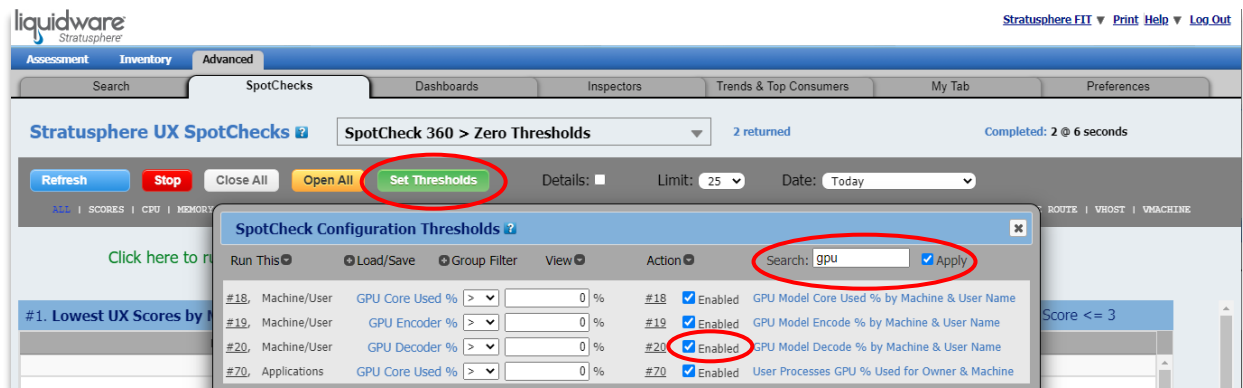 liquidware
Stratusphere
Stratusphere FIT ▼ Print Help ▼ Log Out
Assessment Inventory Advanced
Search SpotChecks Dashboards Inspectors Trends & Top Consumers My Tab Preferences
Stratusphere UX SpotChecks ? SpotCheck 360 > Zero Thresholds 2 returned Completed: 2 @ 6 seconds
Refresh Stop Close All Open All Set Thresholds Details: Limit: 25 Date: Today
ALL | SCORES | CPU | MEMORY ROUTE | VHOST | VMACHINE
SpotCheck Configuration Thresholds ?
Click here to
Run This Load/Save Group Filter View Action Search: gpu Apply
#18, Machine/User GPU Core Used % > 0 % #18 Enabled GPU Model Core Used % by Machine & User Name
#1. Lowest UX Scores by Score <= 3
#19, Machine/User GPU Encoder % > 0 % #19 Enabled GPU Model Encode % by Machine & User Name
#20, Machine/User GPU Decoder % > 0 % #20 Enabled GPU Model Decode % by Machine & User Name
#70, Applications GPU Core Used % > 0 % #70 Enabled User Processes GPU % Used for Owner & Machine